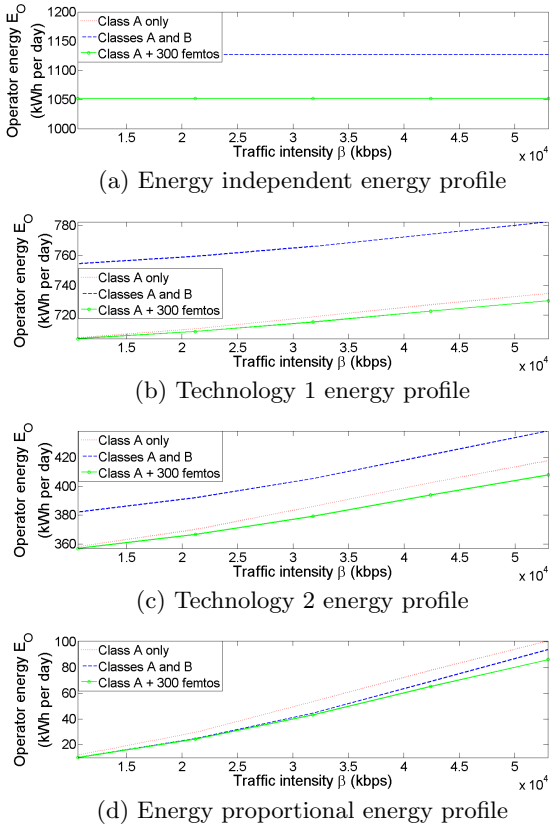 Operator energy E_O
(kWh per day)
1200
1150
1100
1050
1000
Class A only
Classes A and B
Class A + 300 femtos
1.5 2 2.5 3 3.5 4 4.5 5
Traffic intensity β (kbps)
x 10^4
(a) Energy independent energy profile
Operator energy E_O
(kWh per day)
780
760
740
720
Class A only
Classes A and B
Class A + 300 femtos
1.5 2 2.5 3 3.5 4 4.5 5
Traffic intensity β (kbps)
x 10^4
(b) Technology 1 energy profile
Operator energy E_O
(kWh per day)
420
400
380
360
Class A only
Classes A and B
Class A + 300 femtos
1.5 2 2.5 3 3.5 4 4.5 5
Traffic intensity β (kbps)
x 10^4
(c) Technology 2 energy profile
Operator energy E_O
(kWh per day)
100
80
60
40
20
Class A only
Classes A and B
Class A + 300 femtos
1.5 2 2.5 3 3.5 4 4.5 5
Traffic intensity β (kbps)
x 10^4
(d) Energy proportional energy profile